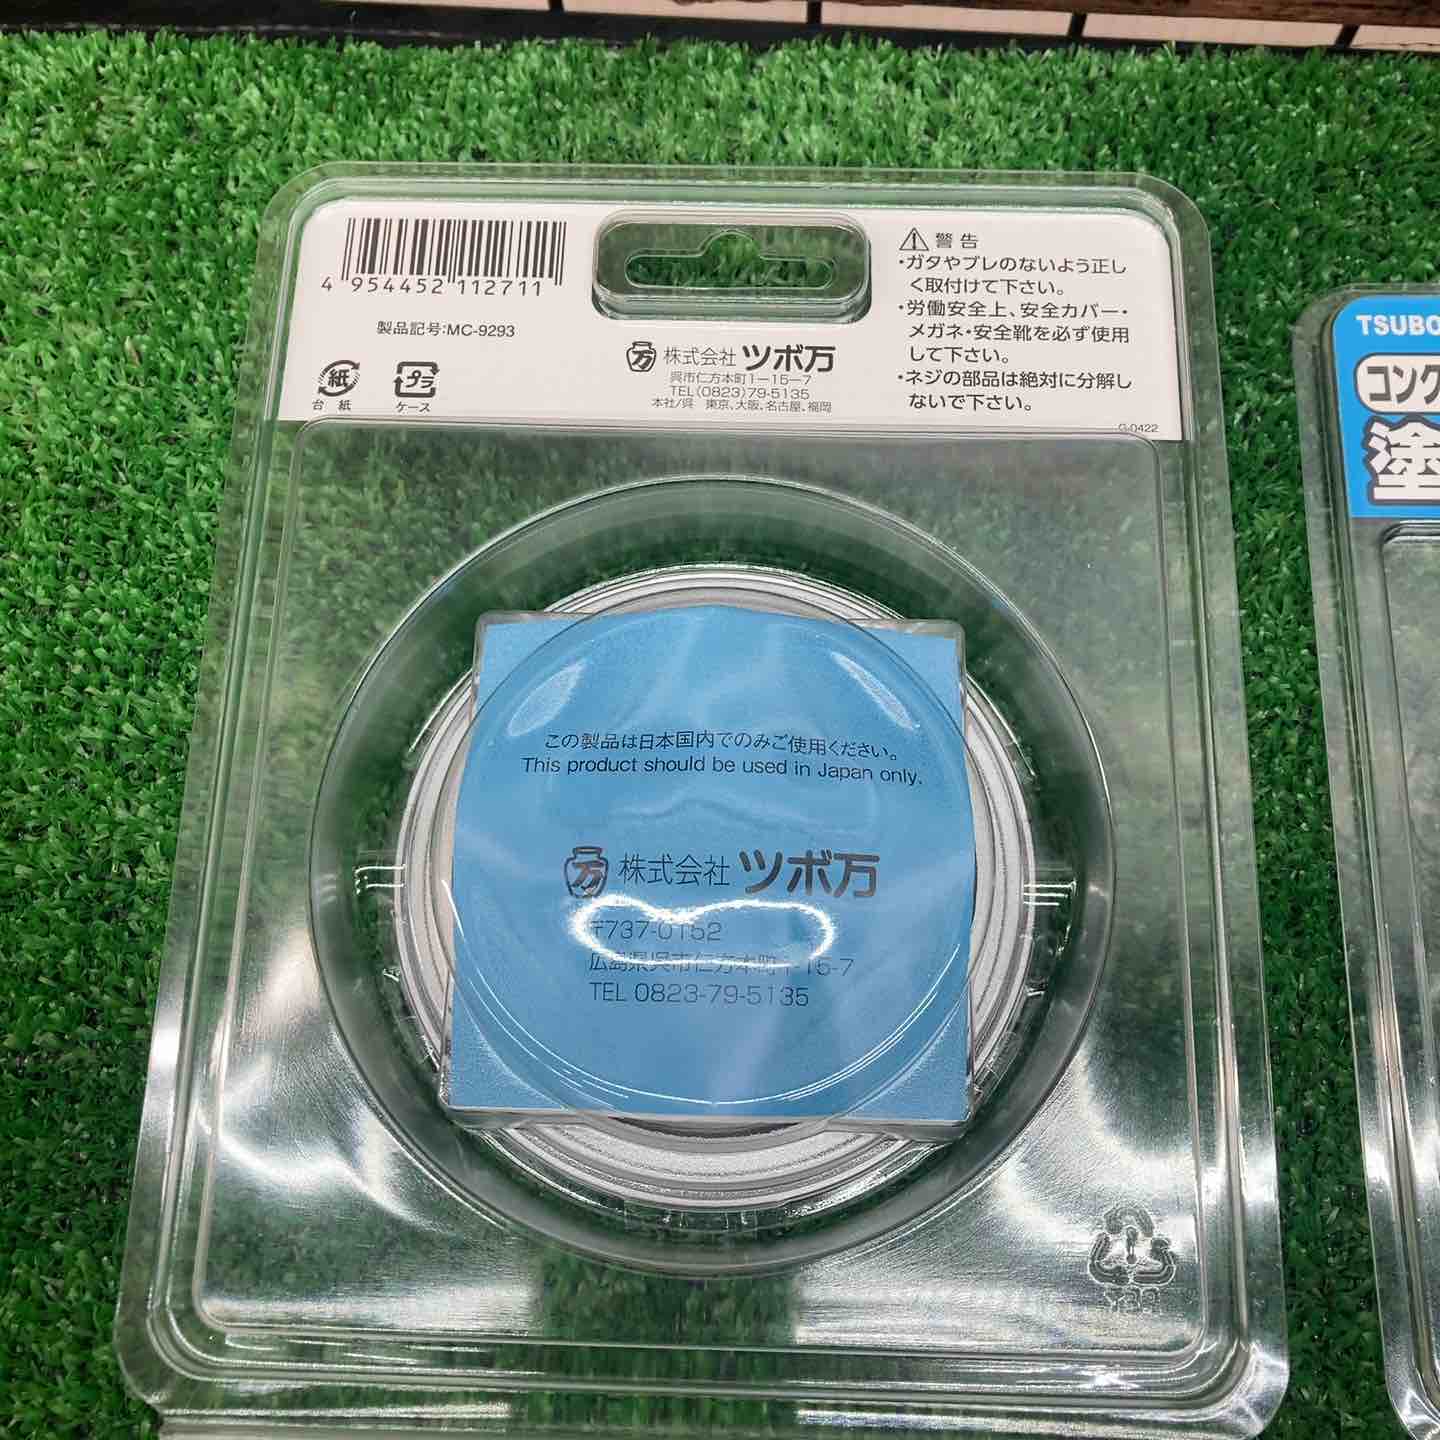 4 954452 112711
製品記号:MC-9293
紙
台 紙
プラ
ケース
万 株式会社 ツボ万
呉市仁方本町1-15-7
TEL(0823)79-5135
本社/呉 東京、大阪、名古屋、福岡
警告
・ガタやブレのないよう正し
く取付けて下さい。
・労働安全上、安全カバー・
メガネ・安全靴を必ず使用
して下さい。
・ネジの部品は絶対に分解し
ないで下さい。
G-0422
この製品は日本国内でのみご使用ください。
This product should be used in Japan only.
万 株式会社 ツボ万
〒737-0152
広島県呉市仁方本町1-15-7
TEL 0823-79-5135
TSUBO
コンク
塗